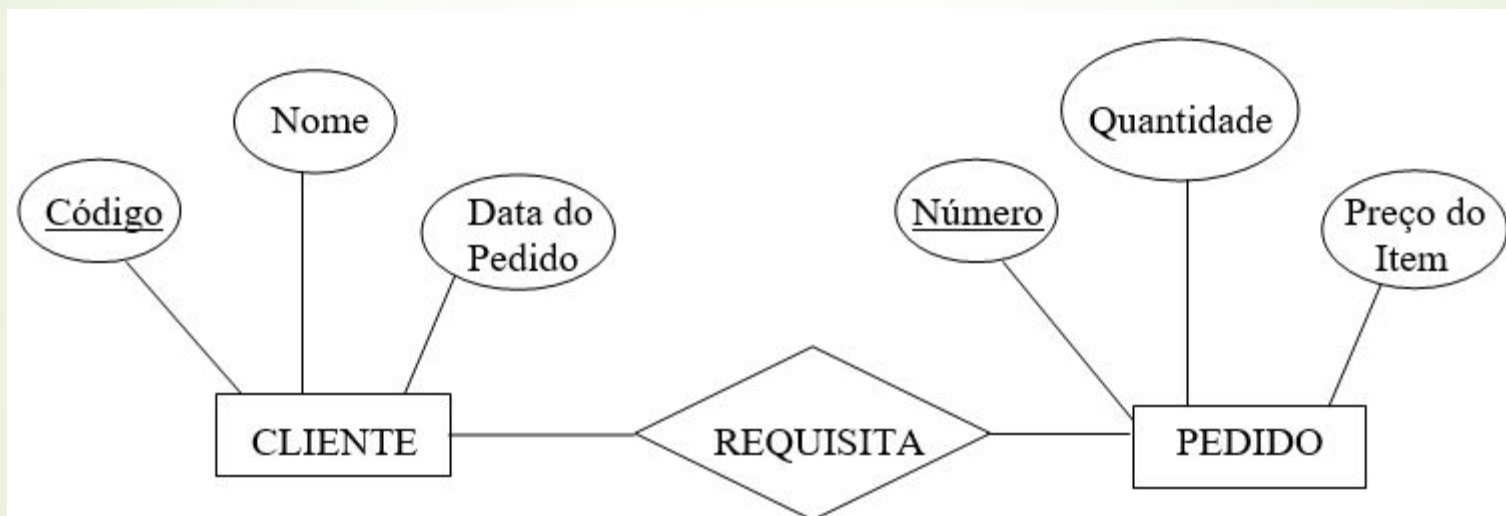 Nome
Quantidade
Código
Data do
Pedido
Número
Preço do
Item
CLIENTE
REQUISITA
PEDIDO